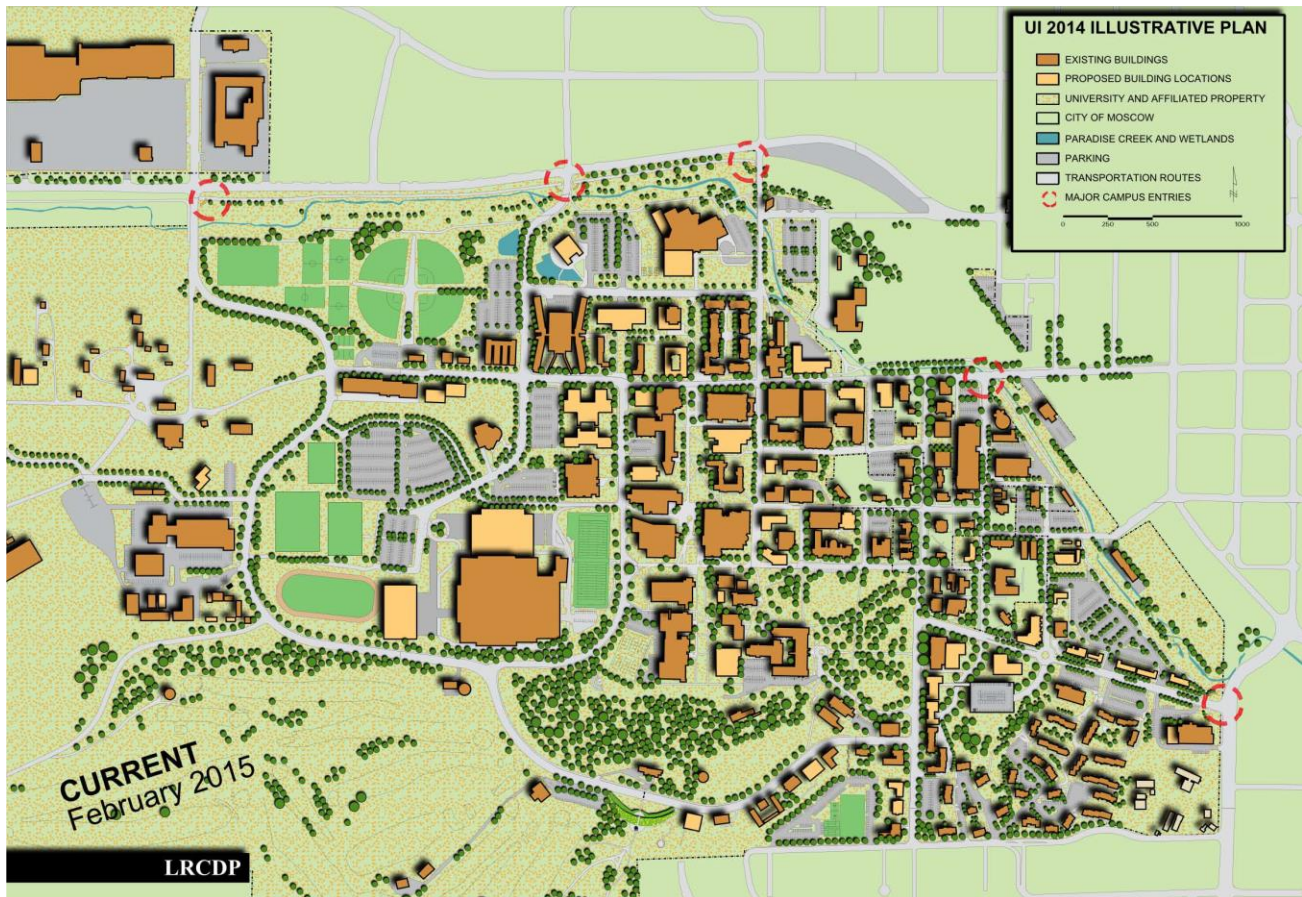 UI 2014 ILLUSTRATIVE PLAN
EXISTING BUILDINGS
PROPOSED BUILDING LOCATIONS
UNIVERSITY AND AFFILIATED PROPERTY
CITY OF MOSCOW
PARADISE CREEK AND WETLANDS
PARKING
TRANSPORTATION ROUTES
MAJOR CAMPUS ENTRIES
0 250 500 1000
CURRENT
February 2015
LRCDP